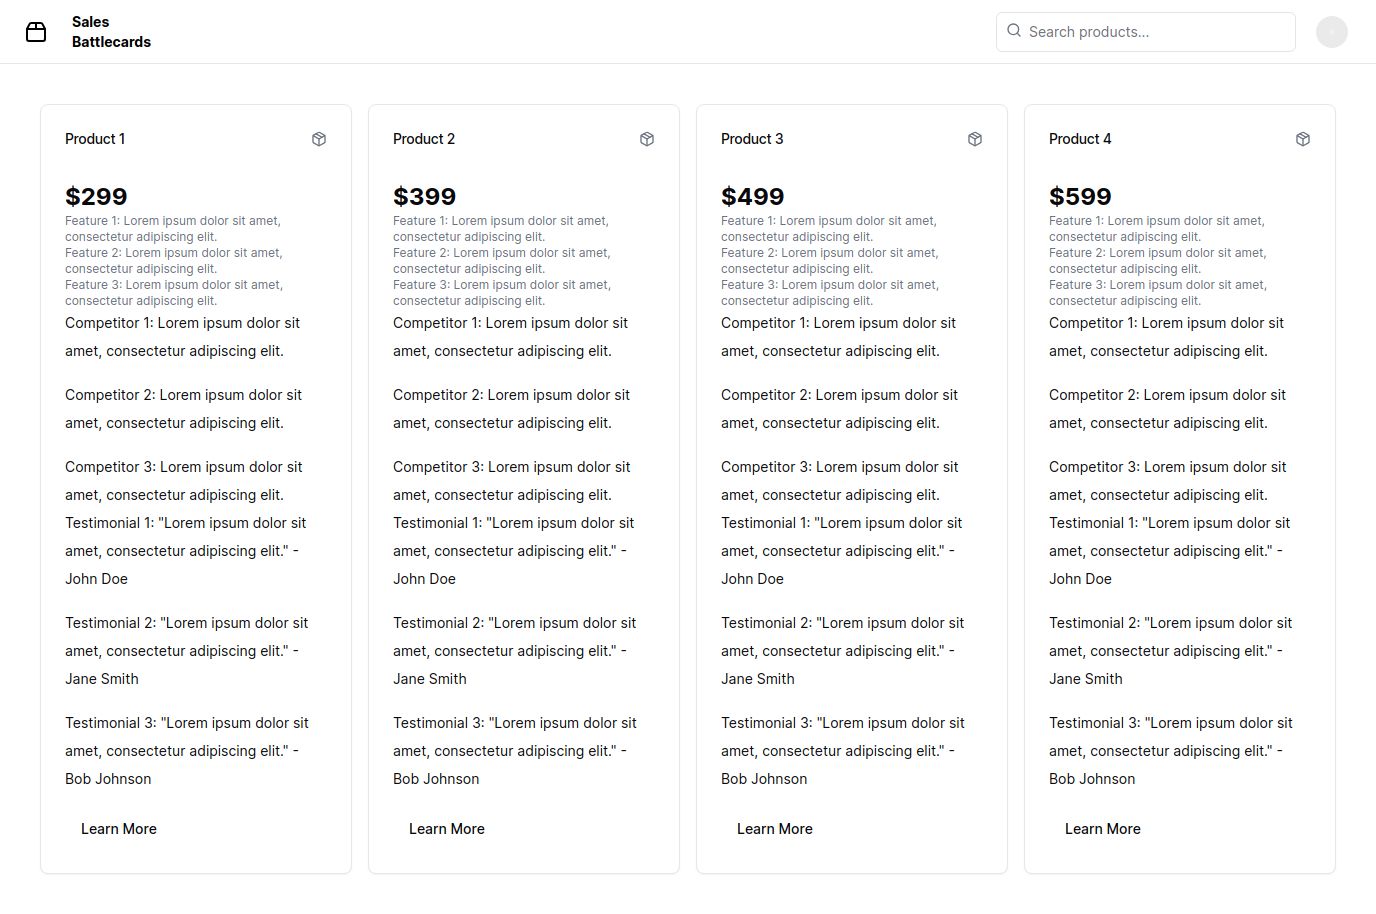 Sales
Battlecards
Search products...
Product 1
$299
Feature 1: Lorem ipsum dolor sit amet,
consectetur adipiscing elit.
Feature 2: Lorem ipsum dolor sit amet,
consectetur adipiscing elit.
Feature 3: Lorem ipsum dolor sit amet,
consectetur adipiscing elit.
Competitor 1: Lorem ipsum dolor sit
amet, consectetur adipiscing elit.
Competitor 2: Lorem ipsum dolor sit
amet, consectetur adipiscing elit.
Competitor 3: Lorem ipsum dolor sit
amet, consectetur adipiscing elit.
Testimonial 1: "Lorem ipsum dolor sit
amet, consectetur adipiscing elit." -
John Doe
Testimonial 2: "Lorem ipsum dolor sit
amet, consectetur adipiscing elit." -
Jane Smith
Testimonial 3: "Lorem ipsum dolor sit
amet, consectetur adipiscing elit." -
Bob Johnson
Learn More
Product 2
$399
Feature 1: Lorem ipsum dolor sit amet,
consectetur adipiscing elit.
Feature 2: Lorem ipsum dolor sit amet,
consectetur adipiscing elit.
Feature 3: Lorem ipsum dolor sit amet,
consectetur adipiscing elit.
Competitor 1: Lorem ipsum dolor sit
amet, consectetur adipiscing elit.
Competitor 2: Lorem ipsum dolor sit
amet, consectetur adipiscing elit.
Competitor 3: Lorem ipsum dolor sit
amet, consectetur adipiscing elit.
Testimonial 1: "Lorem ipsum dolor sit
amet, consectetur adipiscing elit." -
John Doe
Testimonial 2: "Lorem ipsum dolor sit
amet, consectetur adipiscing elit." -
Jane Smith
Testimonial 3: "Lorem ipsum dolor sit
amet, consectetur adipiscing elit." -
Bob Johnson
Learn More
Product 3
$499
Feature 1: Lorem ipsum dolor sit amet,
consectetur adipiscing elit.
Feature 2: Lorem ipsum dolor sit amet,
consectetur adipiscing elit.
Feature 3: Lorem ipsum dolor sit amet,
consectetur adipiscing elit.
Competitor 1: Lorem ipsum dolor sit
amet, consectetur adipiscing elit.
Competitor 2: Lorem ipsum dolor sit
amet, consectetur adipiscing elit.
Competitor 3: Lorem ipsum dolor sit
amet, consectetur adipiscing elit.
Testimonial 1: "Lorem ipsum dolor sit
amet, consectetur adipiscing elit." -
John Doe
Testimonial 2: "Lorem ipsum dolor sit
amet, consectetur adipiscing elit." -
Jane Smith
Testimonial 3: "Lorem ipsum dolor sit
amet, consectetur adipiscing elit." -
Bob Johnson
Learn More
Product 4
$599
Feature 1: Lorem ipsum dolor sit amet,
consectetur adipiscing elit.
Feature 2: Lorem ipsum dolor sit amet,
consectetur adipiscing elit.
Feature 3: Lorem ipsum dolor sit amet,
consectetur adipiscing elit.
Competitor 1: Lorem ipsum dolor sit
amet, consectetur adipiscing elit.
Competitor 2: Lorem ipsum dolor sit
amet, consectetur adipiscing elit.
Competitor 3: Lorem ipsum dolor sit
amet, consectetur adipiscing elit.
Testimonial 1: "Lorem ipsum dolor sit
amet, consectetur adipiscing elit." -
John Doe
Testimonial 2: "Lorem ipsum dolor sit
amet, consectetur adipiscing elit." -
Jane Smith
Testimonial 3: "Lorem ipsum dolor sit
amet, consectetur adipiscing elit." -
Bob Johnson
Learn More